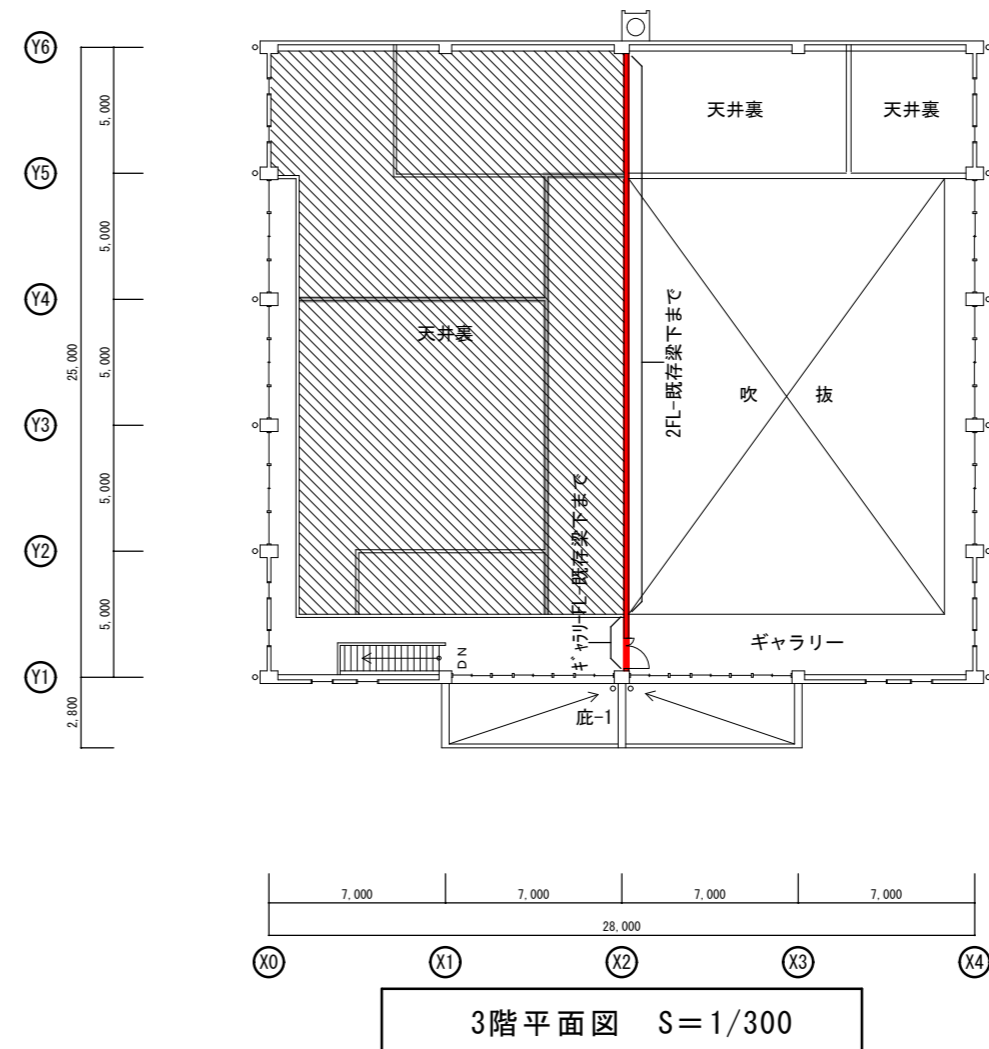 Y6
Y5
Y4
Y3
Y2
Y1
5,000
5,000
5,000
5,000
5,000
25,000
2,800
天井裏
天井裏
天井裏
2FL-既存梁下まで
吹 抜
ギャラリーFL-既存梁下まで
ギャラリー
DN
庇-1
7,000
7,000
7,000
7,000
28,000
X0
X1
X2
X3
X4
3階平面図 S=1/300